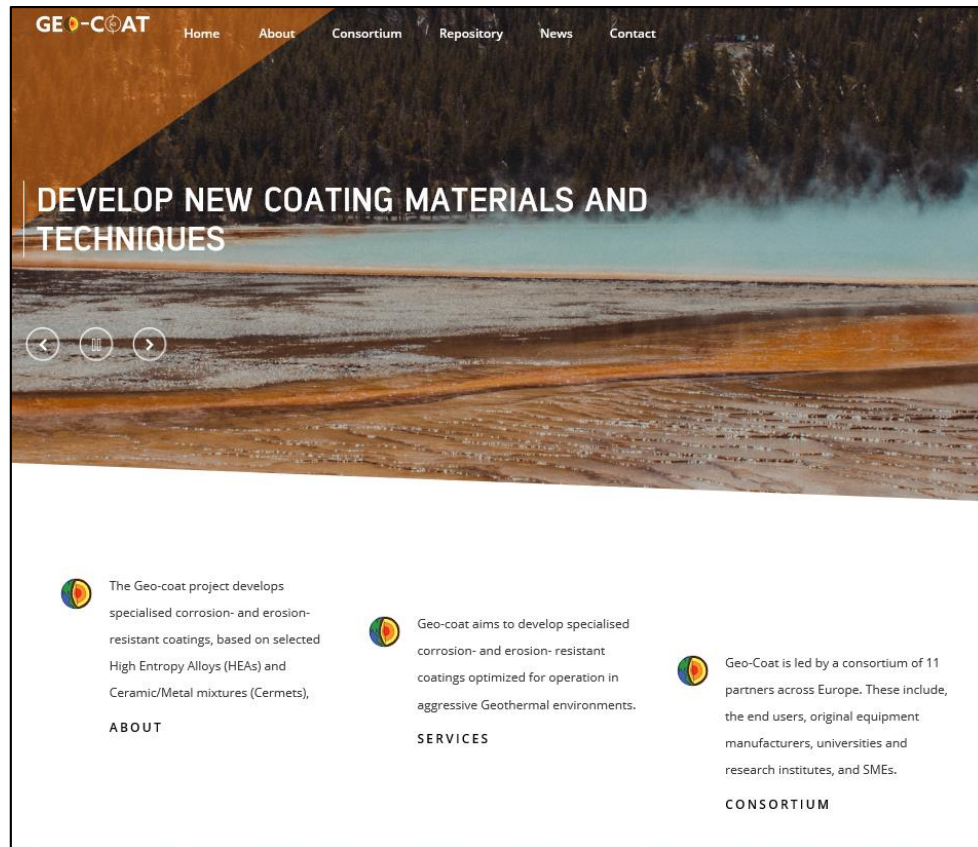 GEO-COAT
Home About Consortium Repository News Contact
DEVELOP NEW COATING MATERIALS AND
TECHNIQUES
The Geo-coat project develops
specialised corrosion- and erosion-
resistant coatings, based on selected
High Entropy Alloys (HEAs) and
Ceramic/Metal mixtures (Cermets),
ABOUT
Geo-coat aims to develop specialised
corrosion- and erosion- resistant
coatings optimized for operation in
aggressive Geothermal environments.
SERVICES
Geo-Coat is led by a consortium of 11
partners across Europe. These include,
the end users, original equipment
manufacturers, universities and
research institutes, and SMEs.
CONSORTIUM